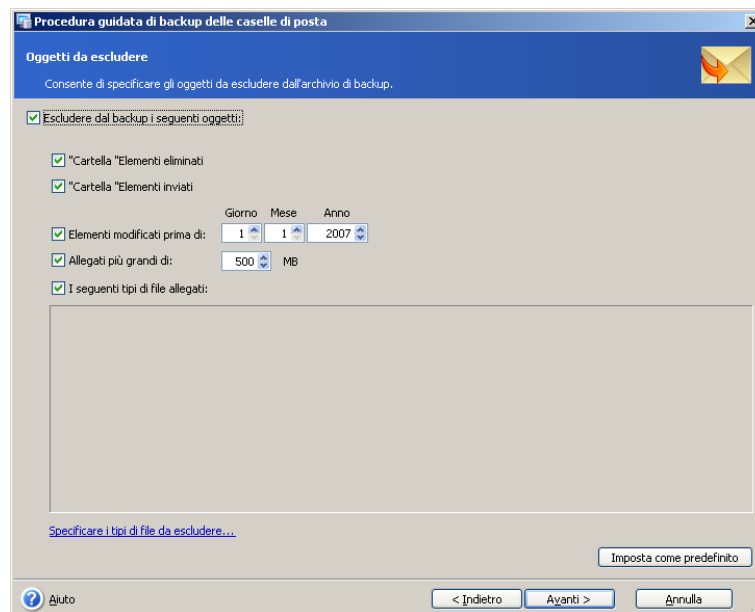 Procedura guidata di backup delle caselle di posta
Oggetti da escludere
Consente di specificare gli oggetti da escludere dall'archivio di backup.
Escludere dal backup i seguenti oggetti:
"Cartella "Elementi eliminati
"Cartella "Elementi inviati
Giorno Mese Anno
Elementi modificati prima di: 1 1 2007
Allegati più grandi di: 500 MB
I seguenti tipi di file allegati:
Specificare i tipi di file da escludere...
Imposta come predefinito
? Aiuto < Indietro Avanti > Annulla